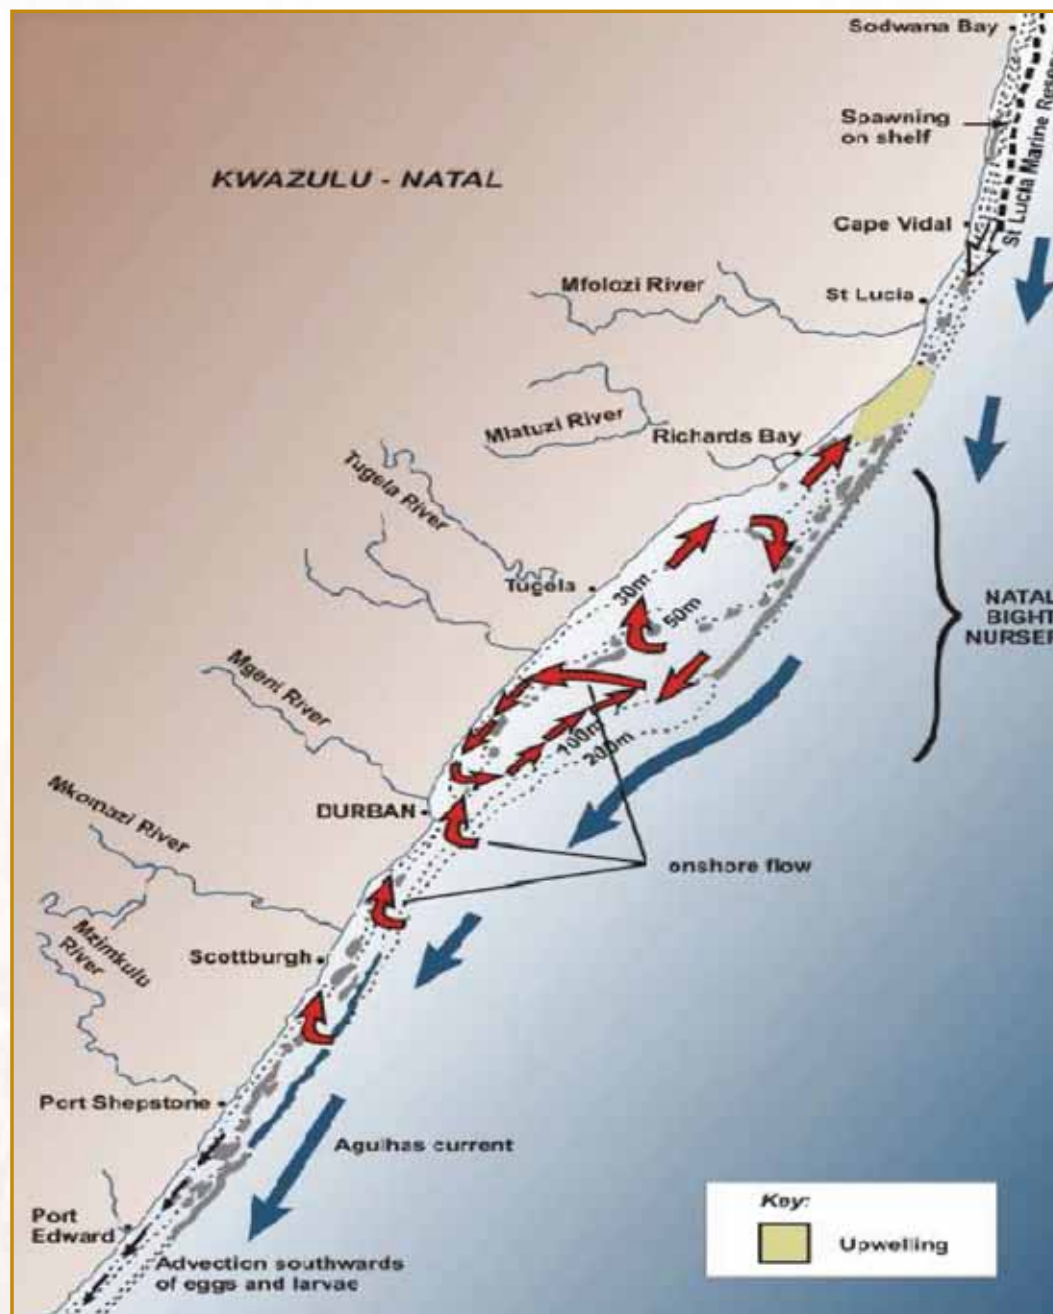 Sodwana Bay
Spawning
on shelf
St Lucia Marine
KWAZULU - NATAL
Cape Vidal
Mfolozi River
St Lucia
Mlatuzi River
Richards Bay
Tugela River
Tugela
30m
50m
NATAL
BIGHT
Mgeni River
100m
200m
DURBAN
Mkomazi River
onshore flow
Mzimkulu
River
Scottburgh
Port Shepstone
Agulhas current
Port
Edward
Advection southwards
of eggs and larvae
Key:
Upwelling